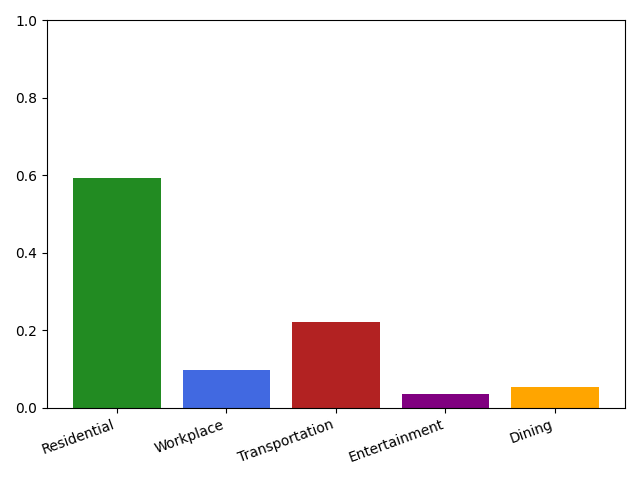 1.0
0.8
0.6
0.4
0.2
0.0
Residential
Workplace
Transportation
Entertainment
Dining